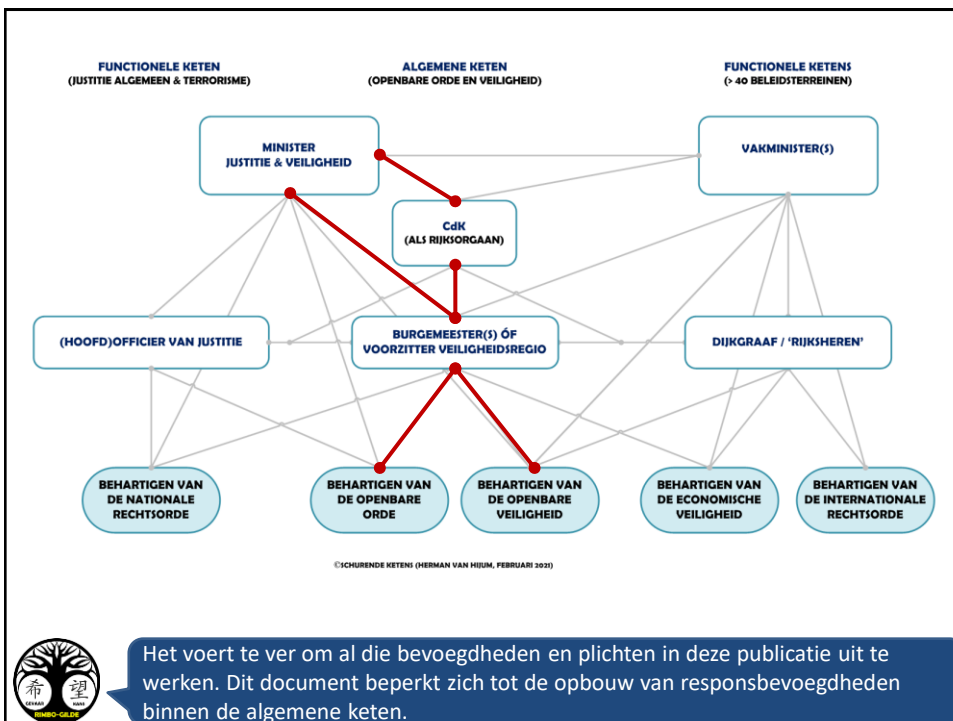 FUNCTIONELE KETEN
(JUSTITIE ALGEMEEN & TERRORISME)
ALGEMENE KETEN
(OPENBARE ORDE EN VEILIGHEID)
FUNCTIONELE KETENS
(> 40 BELEIDSTERREINEN)
MINISTER
JUSTITIE & VEILIGHEID
VAKMINISTER(S)
CdK
(ALS RIJKSORGAAN)
(HOOFD)OFFICIER VAN JUSTITIE
BURGEMEESTER(S) ÓF
VOORZITTER VEILIGHEIDSREGIO
DIJKGRAAF / ‘RIJKSHEREN’
BEHARTIGEN VAN
DE NATIONALE
RECHTSORDE
BEHARTIGEN VAN
DE OPENBARE
ORDE
BEHARTIGEN VAN
DE OPENBARE
VEILIGHEID
BEHARTIGEN VAN
DE ECONOMISCHE
VEILIGHEID
BEHARTIGEN VAN
DE INTERNATIONALE
RECHTSORDE
©SCHURENDE KETENS (HERMAN VAN HIJUM, FEBRUARI 2021)
希 望
RIMBO-GILDE
Het voert te ver om al die bevoegdheden en plichten in deze publicatie uit te
werken. Dit document beperkt zich tot de opbouw van responsbevoegdheden
binnen de algemene keten.